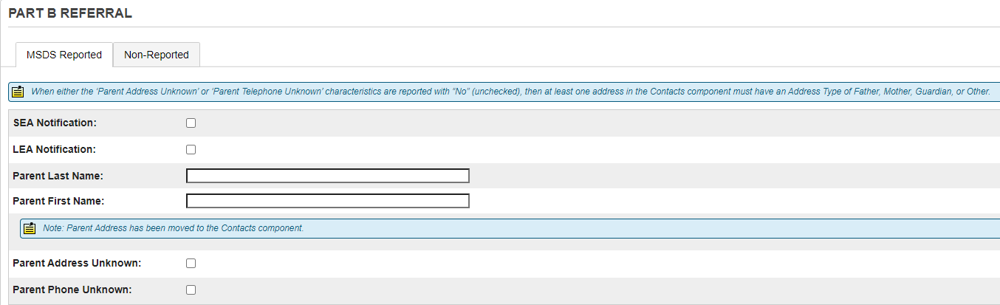 PART B REFERRAL
MSDS Reported
Non-Reported
When either the 'Parent Address Unknown' or 'Parent Telephone Unknown' characteristics are reported with "No" (unchecked), then at least one address in the Contacts component must have an Address Type of Father, Mother, Guardian, or Other.
SEA Notification:
LEA Notification:
Parent Last Name:
Parent First Name:
Note: Parent Address has been moved to the Contacts component.
Parent Address Unknown:
Parent Phone Unknown: